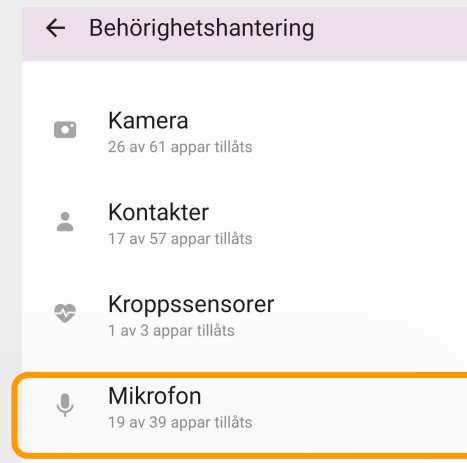 Behörighetshantering
Kamera
26 av 61 appar tillåts
Kontakter
17 av 57 appar tillåts
Kroppssensorer
1 av 3 appar tillåts
Mikrofon
19 av 39 appar tillåts